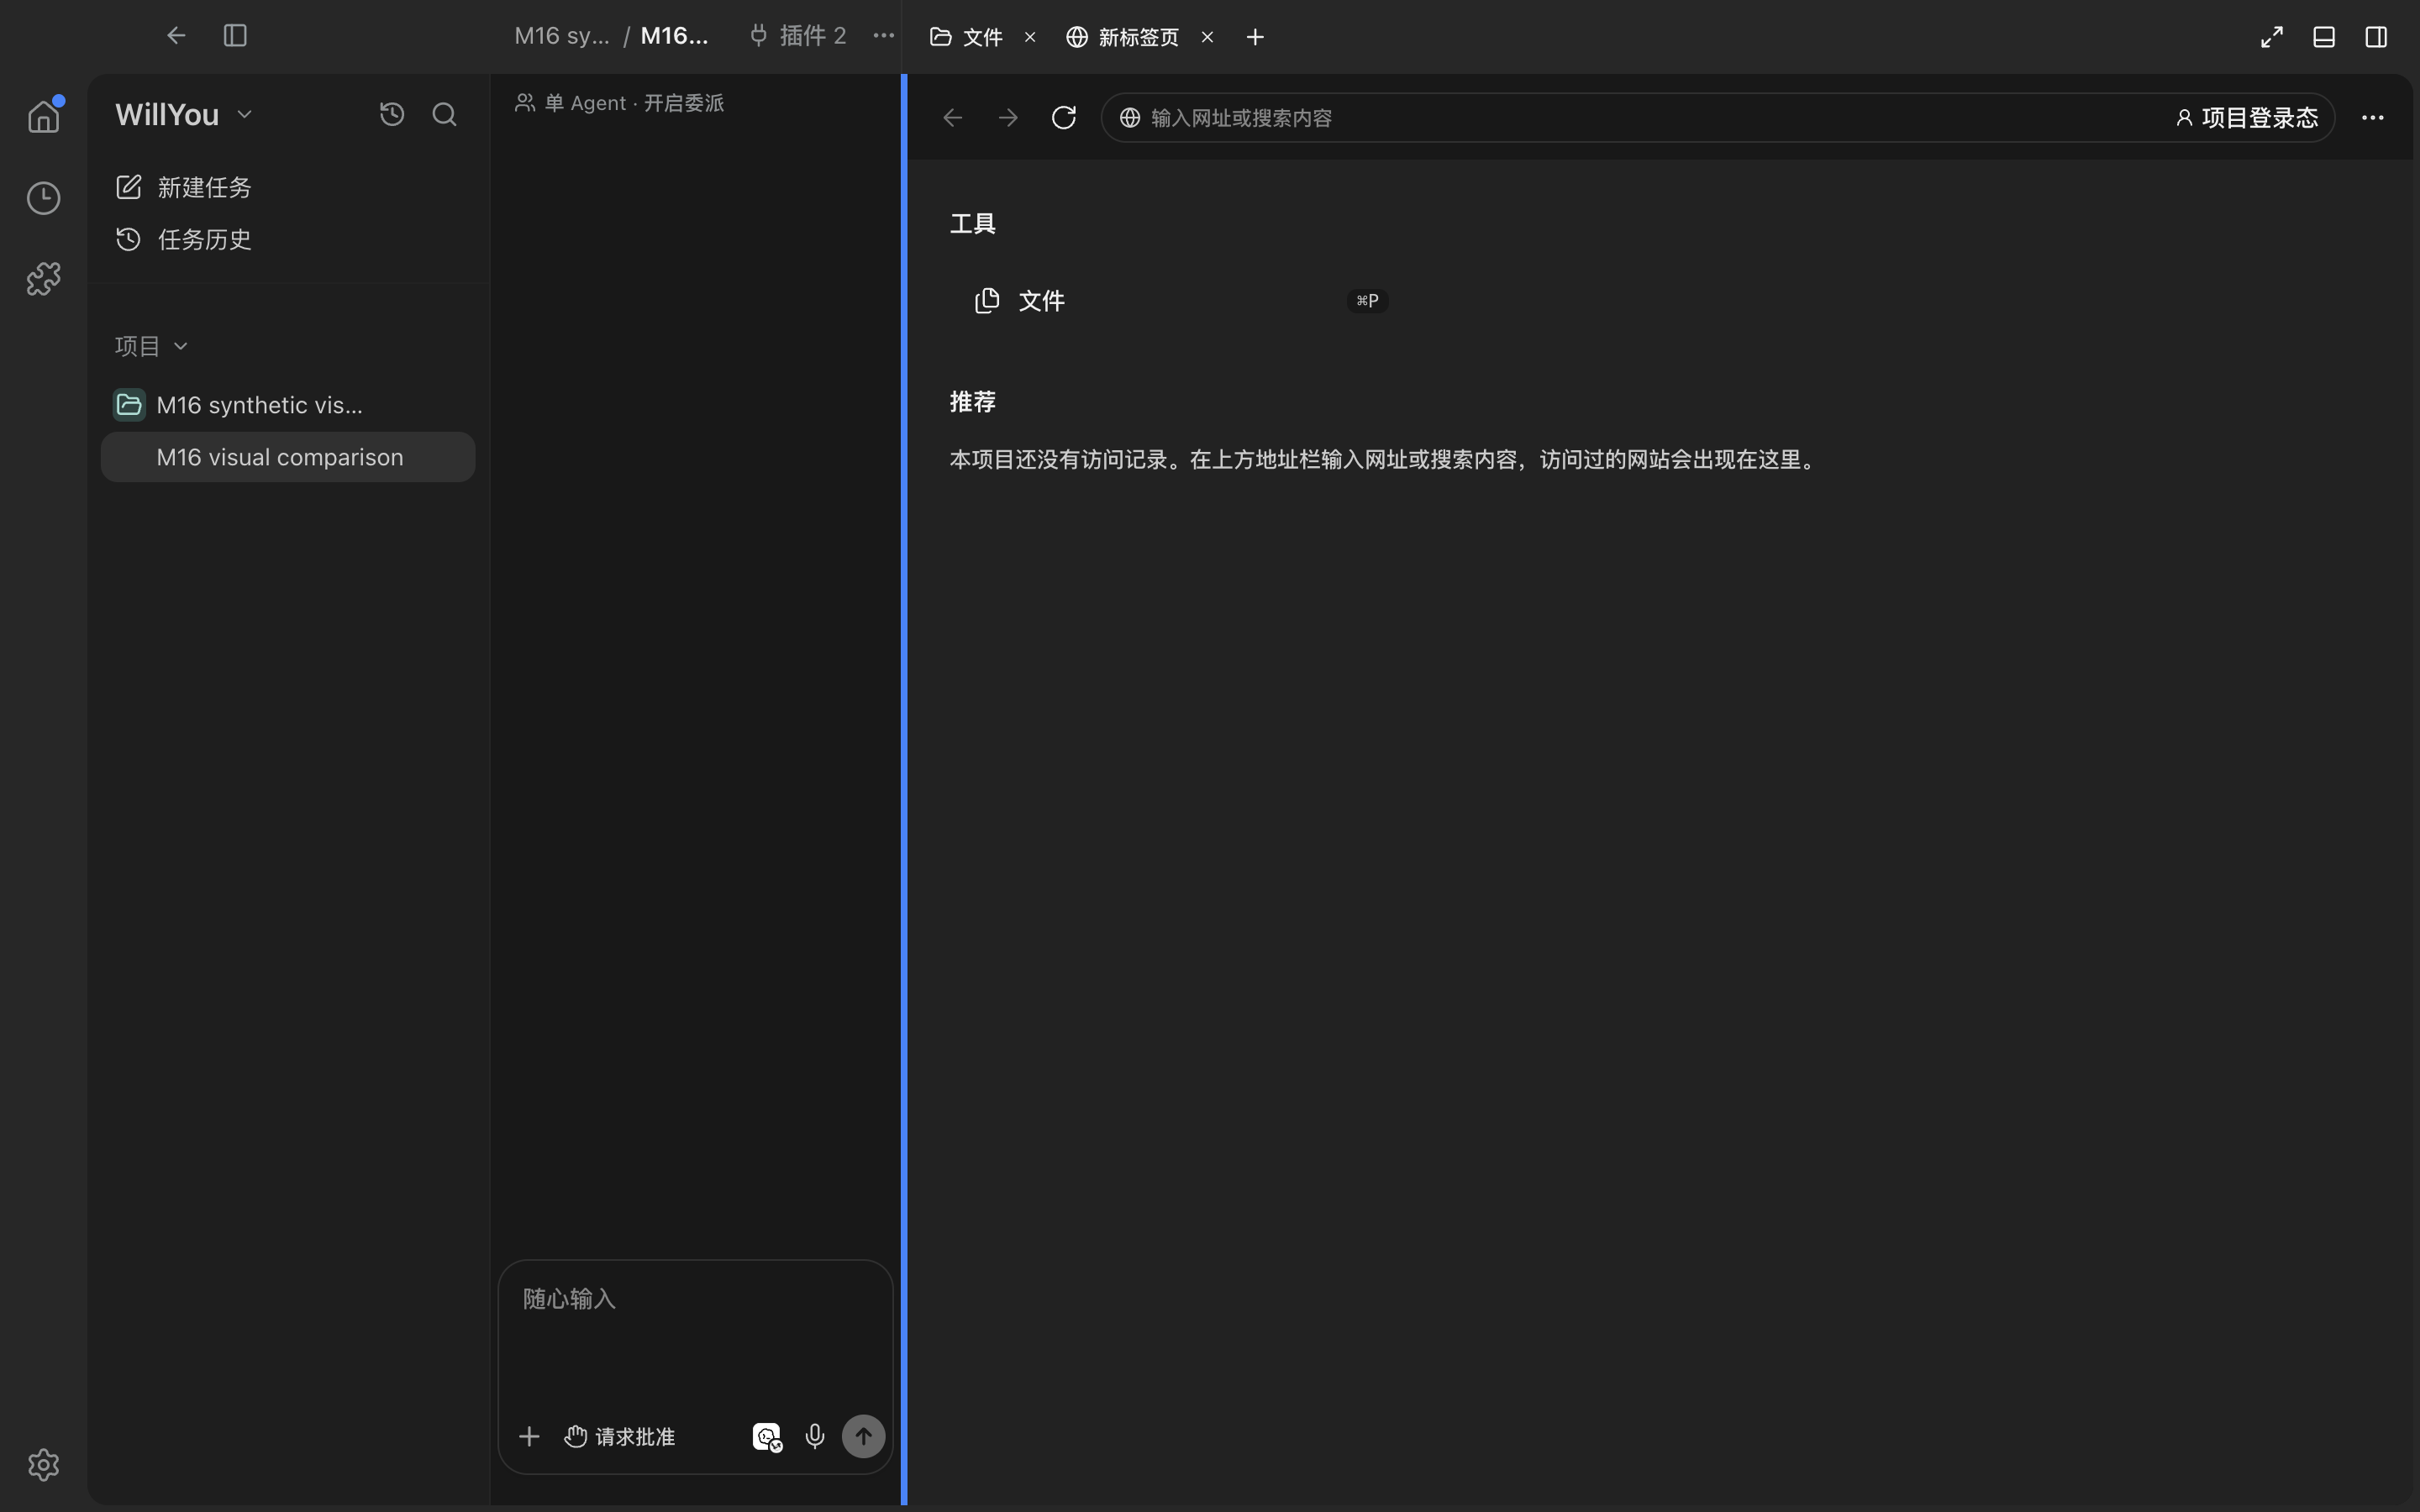 M16 sy... / M16... 插件 2
文件
新标签页
WillYou
单 Agent · 开启委派
输入网址或搜索内容
项目登录态
新建任务
任务历史
工具
文件 ⌘P
项目
推荐
M16 synthetic vis...
M16 visual comparison
本项目还没有访问记录。在上方地址栏输入网址或搜索内容，访问过的网站会出现在这里。
随心输入
请求批准